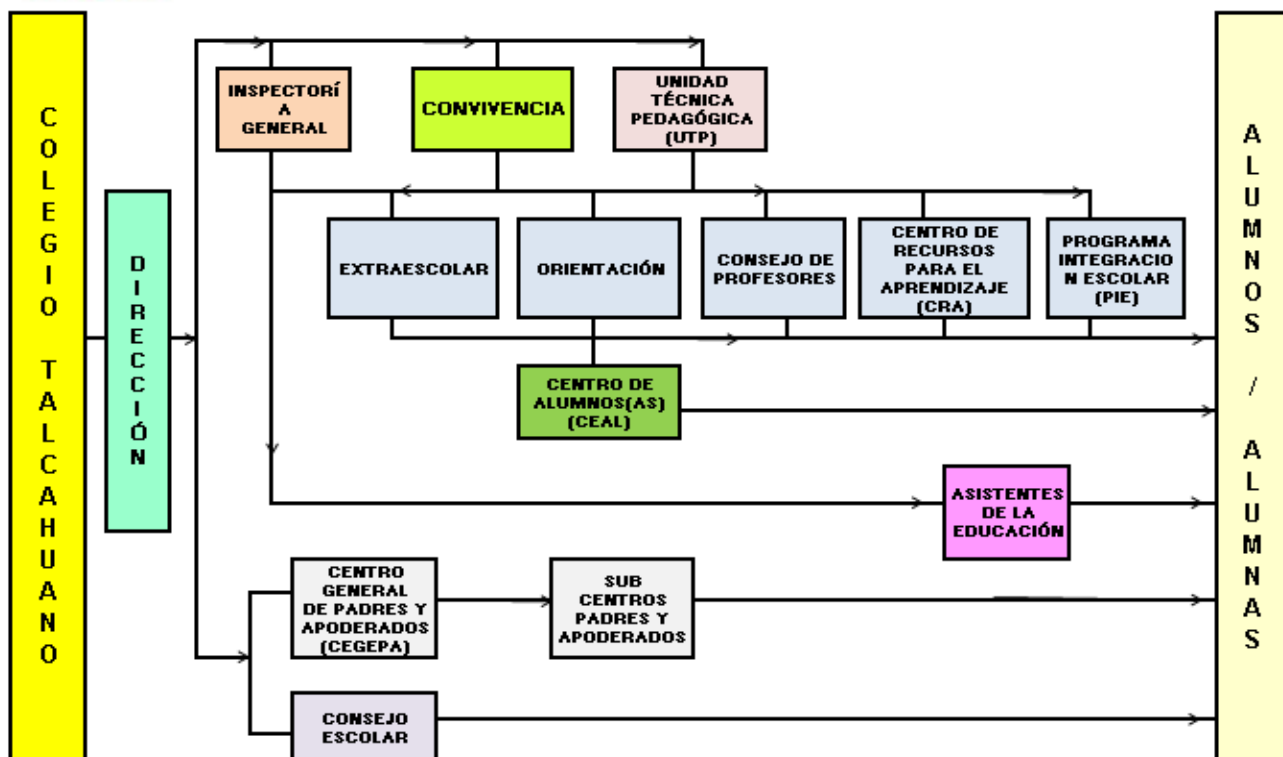 COLEGIO TALCAHUANO
DIRECCIÓN
INSPECTORÍ
A
GENERAL
CONVIVENCIA
UNIDAD
TÉCNICA
PEDAGÓGICA
(UTP)
EXTRAESCOLAR
ORIENTACIÓN
CONSEJO DE
PROFESORES
CENTRO DE
RECURSOS
PARA EL
APRENDIZAJE
(CRA)
PROGRAMA
INTEGRACIO
N ESCOLAR
(PIE)
CENTRO DE
ALUMNOS(AS)
(CEAL)
ASISTENTES
DE LA
EDUCACIÓN
CENTRO
GENERAL
DE PADRES Y
APODERADOS
(CEGEPA)
SUB
CENTROS
PADRES Y
APODERADOS
CONSEJO
ESCOLAR
ALUMNOS / ALUMNAS